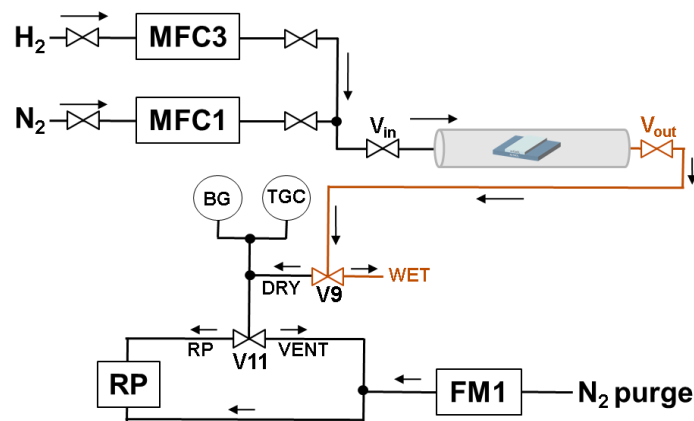 H₂
MFC3
N₂
MFC1
Vin
Vout
BG
TGC
DRY
V9
WET
RP
V11
VENT
RP
FM1
N₂ purge